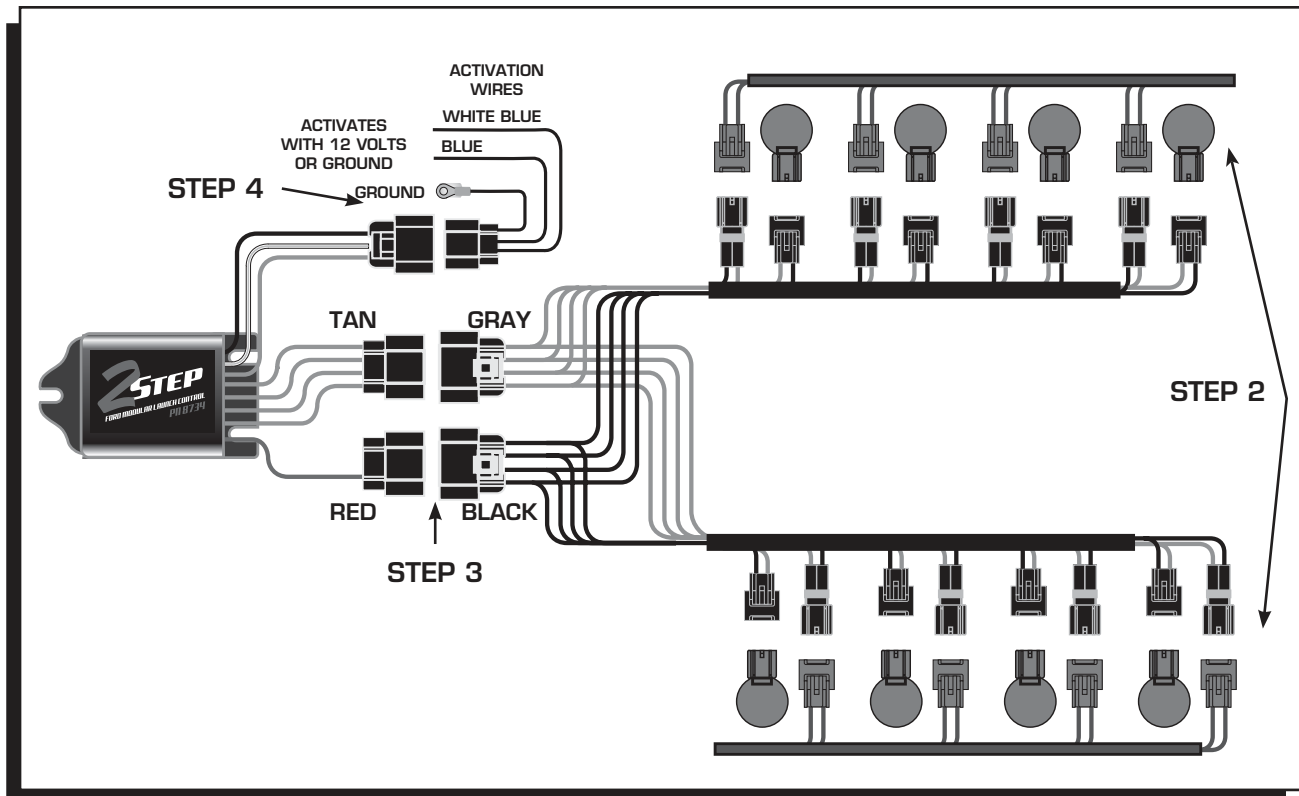 ACTIVATION
WIRES
WHITE BLUE
BLUE
ACTIVATES
WITH 12 VOLTS
OR GROUND
STEP 4
GROUND
TAN
GRAY
2STEP
FORD MODULAR LAUNCH CONTROL
PN 8734
STEP 2
RED
BLACK
STEP 3